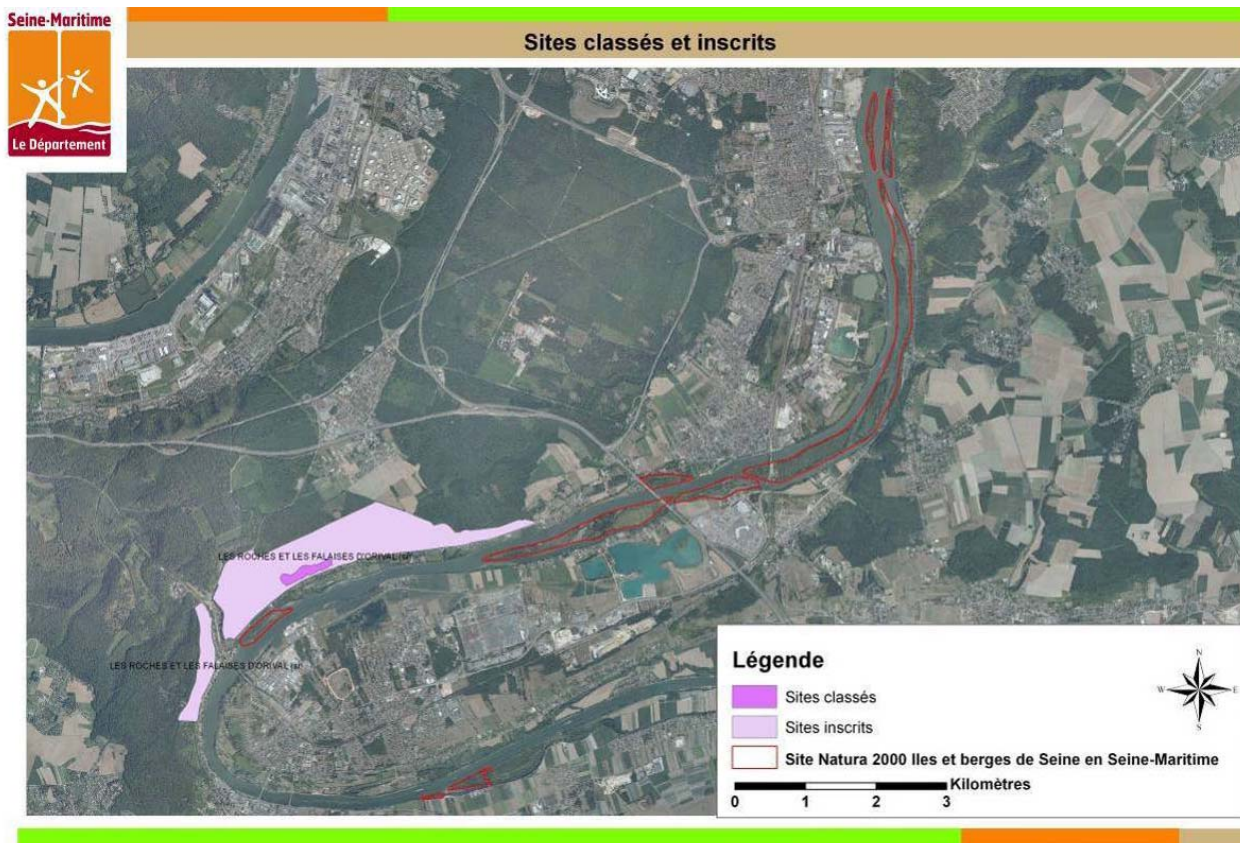 Seine-Maritime
Le Département
Sites classés et inscrits
LES ROCHES ET LES FALAISES D'ORIVAL
LES ROCHES ET LES FALAISES D'ORIVAL
Légende
Sites classés
Sites inscrits
Site Natura 2000 Iles et berges de Seine en Seine-Maritime
Kilomètres
0 1 2 3
N
W E
S